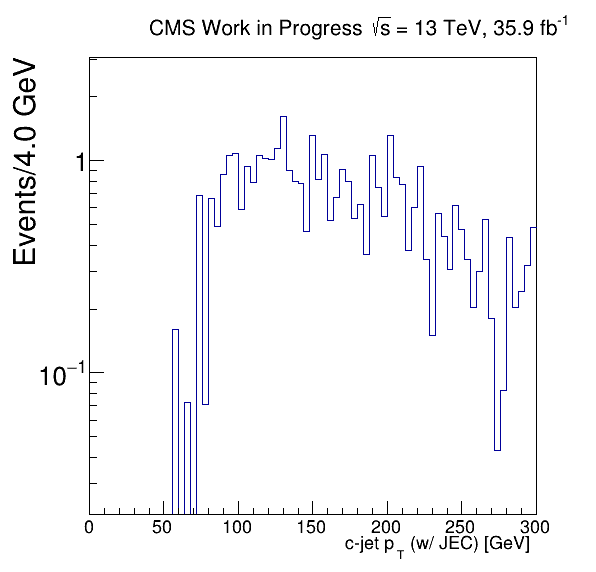 CMS Work in Progress √s = 13 TeV, 35.9 fb⁻¹
Events/4.0 GeV
1
10⁻¹
0 50 100 150 200 250 300
c-jet p_T (w/ JEC) [GeV]